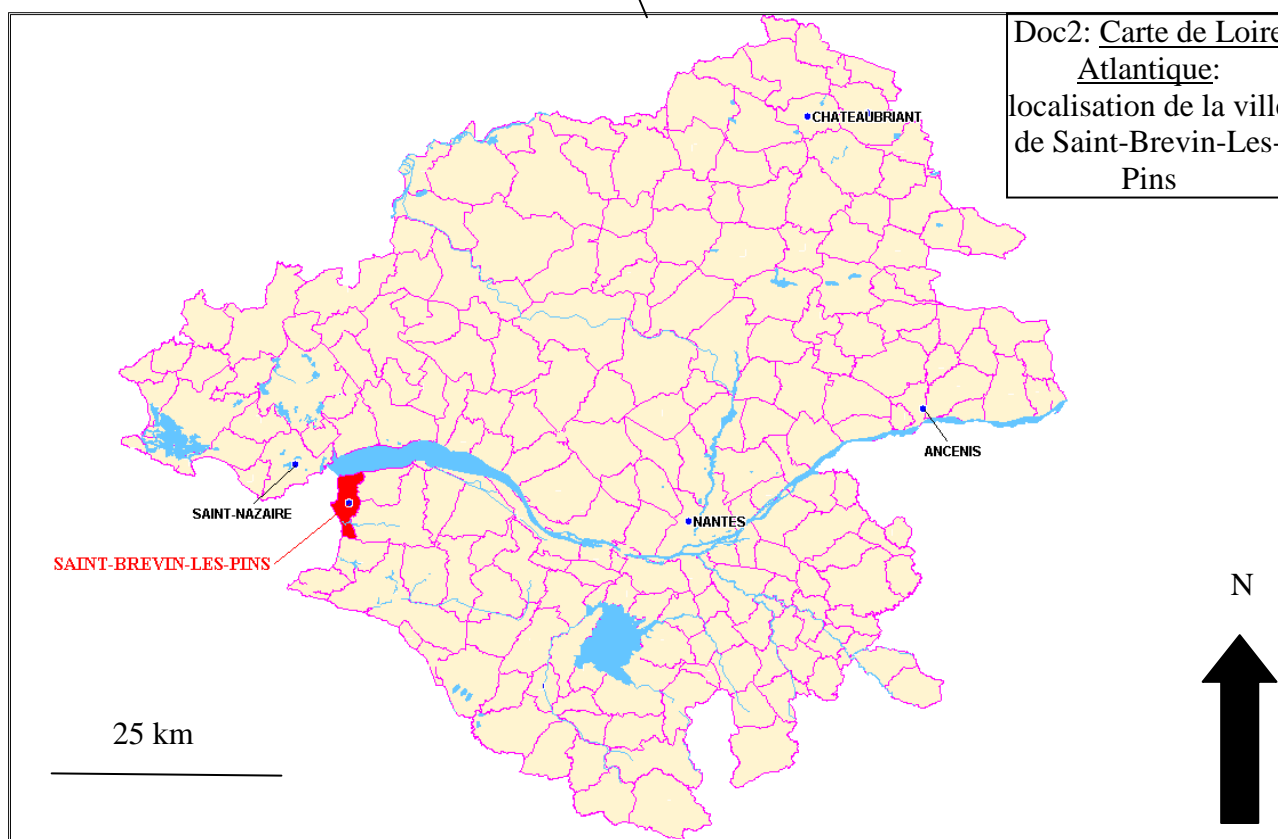 Doc2: Carte de Loire
Atlantique:
localisation de la ville
de Saint-Brevin-Les-
Pins
CHATEAUBRIANT
ANCENIS
SAINT-NAZAIRE
NANTES
SAINT-BREVIN-LES-PINS
N
25 km